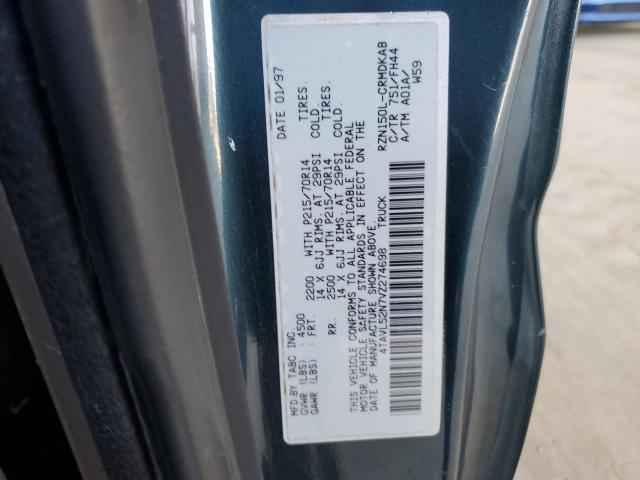 MFD.BY TABC INC. DATE 01/97
GVWR (LBS) : 4500
GAWR (LBS) : FRT. 2200 WITH P215/70R14 TIRES.
14 X 6JJ RIMS. AT 29PSI COLD.
RR. 2500 WITH P215/70R14 TIRES.
14 X 6JJ RIMS. AT 29PSI COLD.
THIS VEHICLE CONFORMS TO ALL APPLICABLE FEDERAL
MOTOR VEHICLE SAFETY STANDARDS IN EFFECT ON THE
DATE OF MANUFACTURE SHOWN ABOVE.
4TAVL52N7VZ274698 TRUCK
RZN150L-CRMDKAB
C/TR 751/FH44
A/TM A01A/
W59